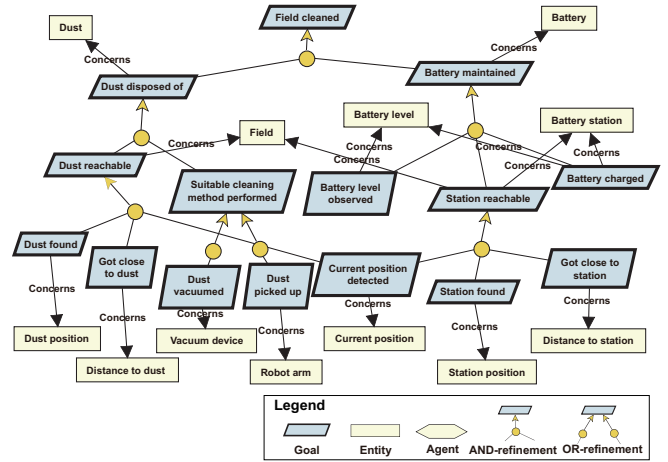 Field cleaned
Dust
Battery
Concerns
Concerns
Dust disposed of
Battery maintained
Battery level
Battery station
Field
Concerns
Concerns
Concerns
Concerns
Concerns
Dust reachable
Suitable cleaning
method performed
Battery level
observed
Station reachable
Battery charged
Dust found
Got close
to dust
Dust
vacuumed
Dust
picked up
Current position
detected
Station found
Got close to
station
Concerns
Concerns
Concerns
Concerns
Concerns
Concerns
Concerns
Concerns
Dust position
Vacuum device
Current position
Distance to station
Distance to dust
Robot arm
Station position
Legend
Goal
Entity
Agent
AND-refinement
OR-refinement